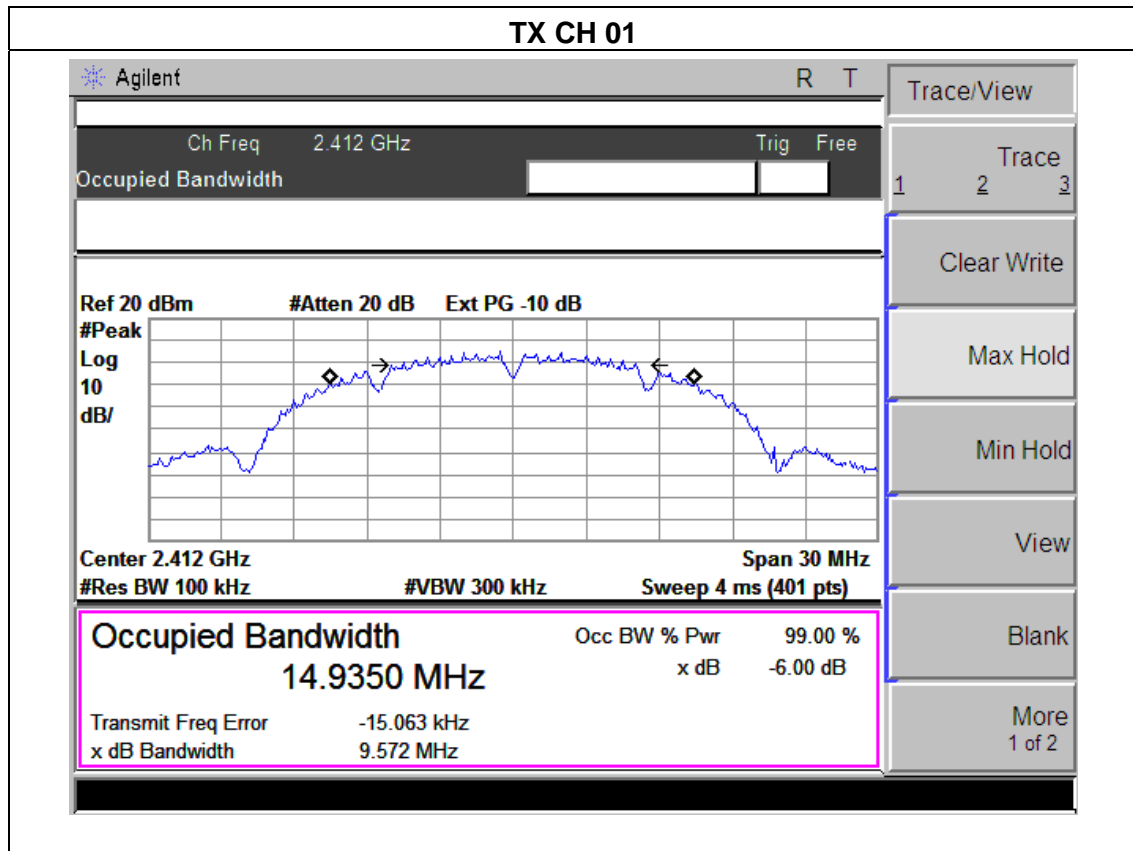 TX CH 01
Agilent R T
Trace/View
Ch Freq 2.412 GHz Trig Free
Occupied Bandwidth
Trace
1 2 3
Clear Write
Ref 20 dBm #Atten 20 dB Ext PG -10 dB
#Peak
Log
10
dB/
Max Hold
Min Hold
View
Center 2.412 GHz Span 30 MHz
#Res BW 100 kHz #VBW 300 kHz Sweep 4 ms (401 pts)
Occupied Bandwidth Occ BW % Pwr 99.00 %
14.9350 MHz x dB -6.00 dB
Blank
Transmit Freq Error -15.063 kHz
x dB Bandwidth 9.572 MHz
More
1 of 2